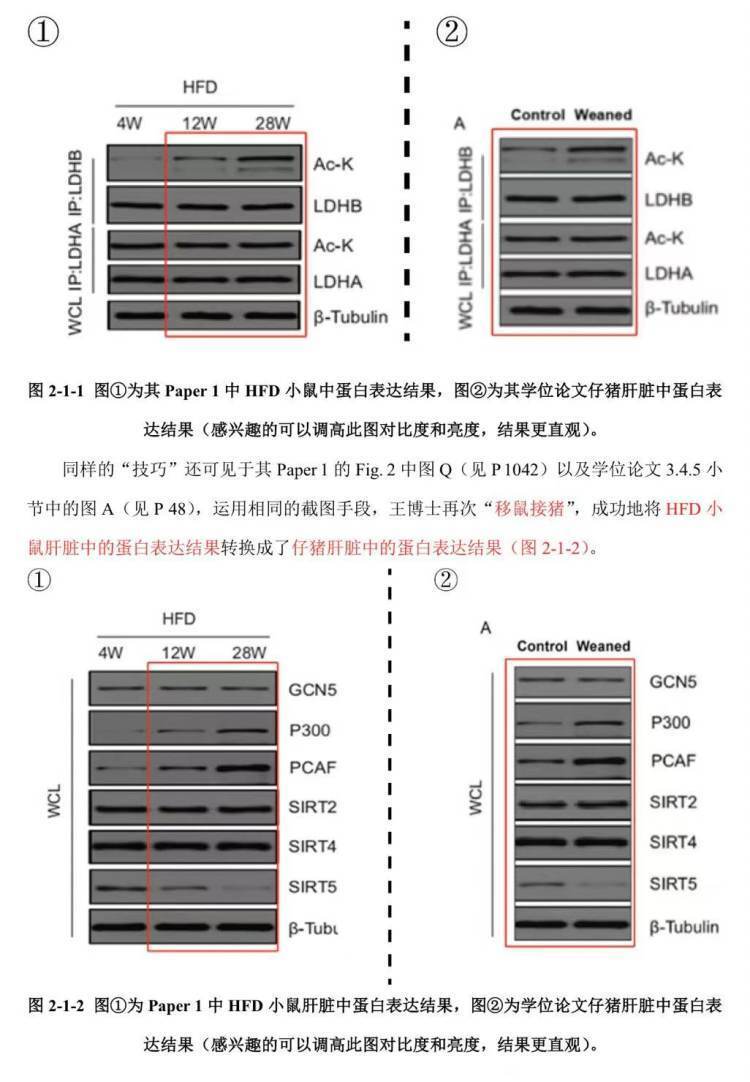 ① ②
HFD
4W 12W 28W
A Control Weaned
IP:LDHB Ac-K
LDHB
IP:LDHA Ac-K
LDHA
WCL β-Tubulin
IP:LDHB Ac-K
LDHB
IP:LDHA Ac-K
LDHA
WCL β-Tubulin
图 2-1-1 图①为其 Paper 1 中 HFD 小鼠中蛋白表达结果，图②为其学位论文仔猪肝脏中蛋白表
达结果（感兴趣的可以调高此图对比度和亮度，结果更直观）。
同样的“技巧”还可见于其 Paper 1 的 Fig. 2 中图 Q（见 P 1042）以及学位论文 3.4.5 小
节中的图 A（见 P 48），运用相同的截图手段，王博士再次“移鼠接猪”，成功地将 HFD 小
鼠肝脏中的蛋白表达结果转换成了仔猪肝脏中的蛋白表达结果（图 2-1-2）。
① ②
HFD
4W 12W 28W
A
Control Weaned
WCL
GCN5
P300
PCAF
SIRT2
SIRT4
SIRT5
β-Tubu
WCL
GCN5
P300
PCAF
SIRT2
SIRT4
SIRT5
β-Tubulin
图 2-1-2 图①为 Paper 1 中 HFD 小鼠肝脏中蛋白表达结果，图②为学位论文仔猪肝脏中蛋白表
达结果（感兴趣的可以调高此图对比度和亮度，结果更直观）。